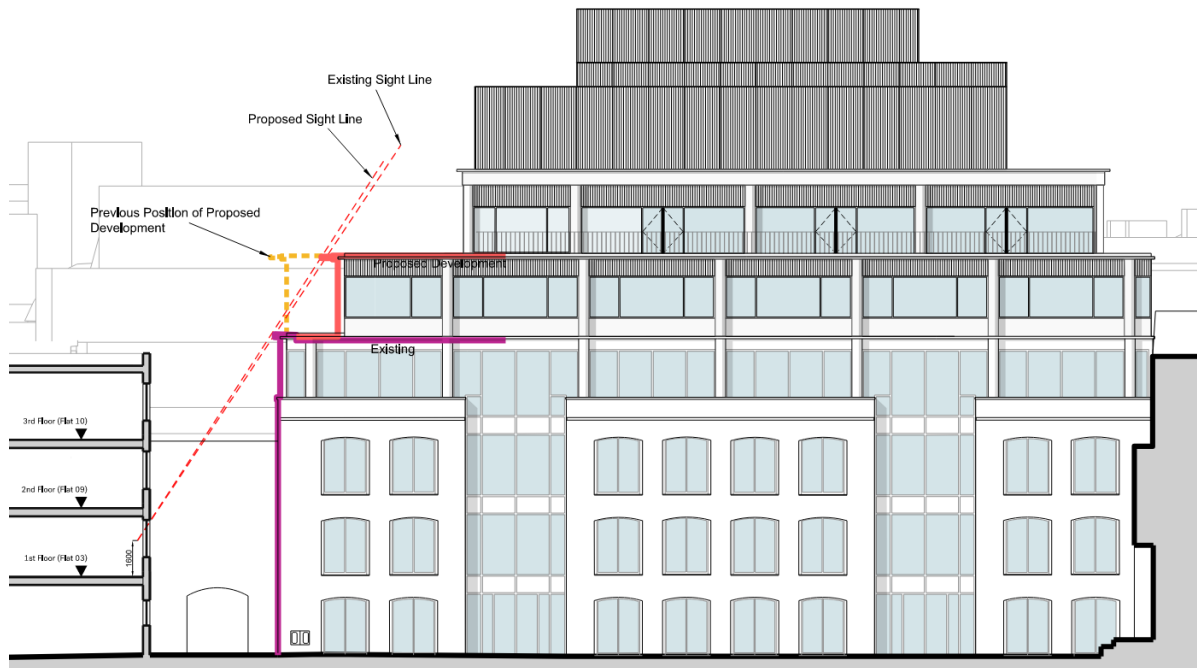 Existing Sight Line
Proposed Sight Line
Previous Position of Proposed
Development
Proposed Development
Existing
3rd Floor (Flat 10)
2nd Floor (Flat 09)
1st Floor (Flat 03)
1600